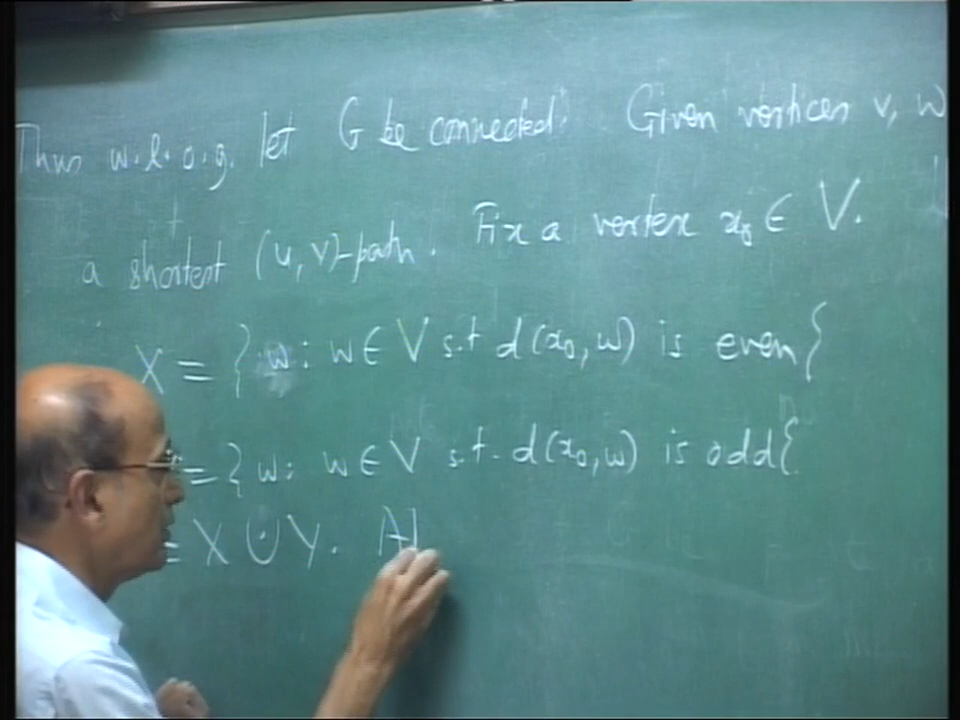 Thus w.l.o.g. let G be connected. Given vertices v, w
a shortest (u, v)-path. Fix a vertex x₀ ∈ V.
X = { w : w ∈ V s.t d(x₀, w) is even }
= { w : w ∈ V s.t. d(x₀, w) is odd }
= X ∪ Y.